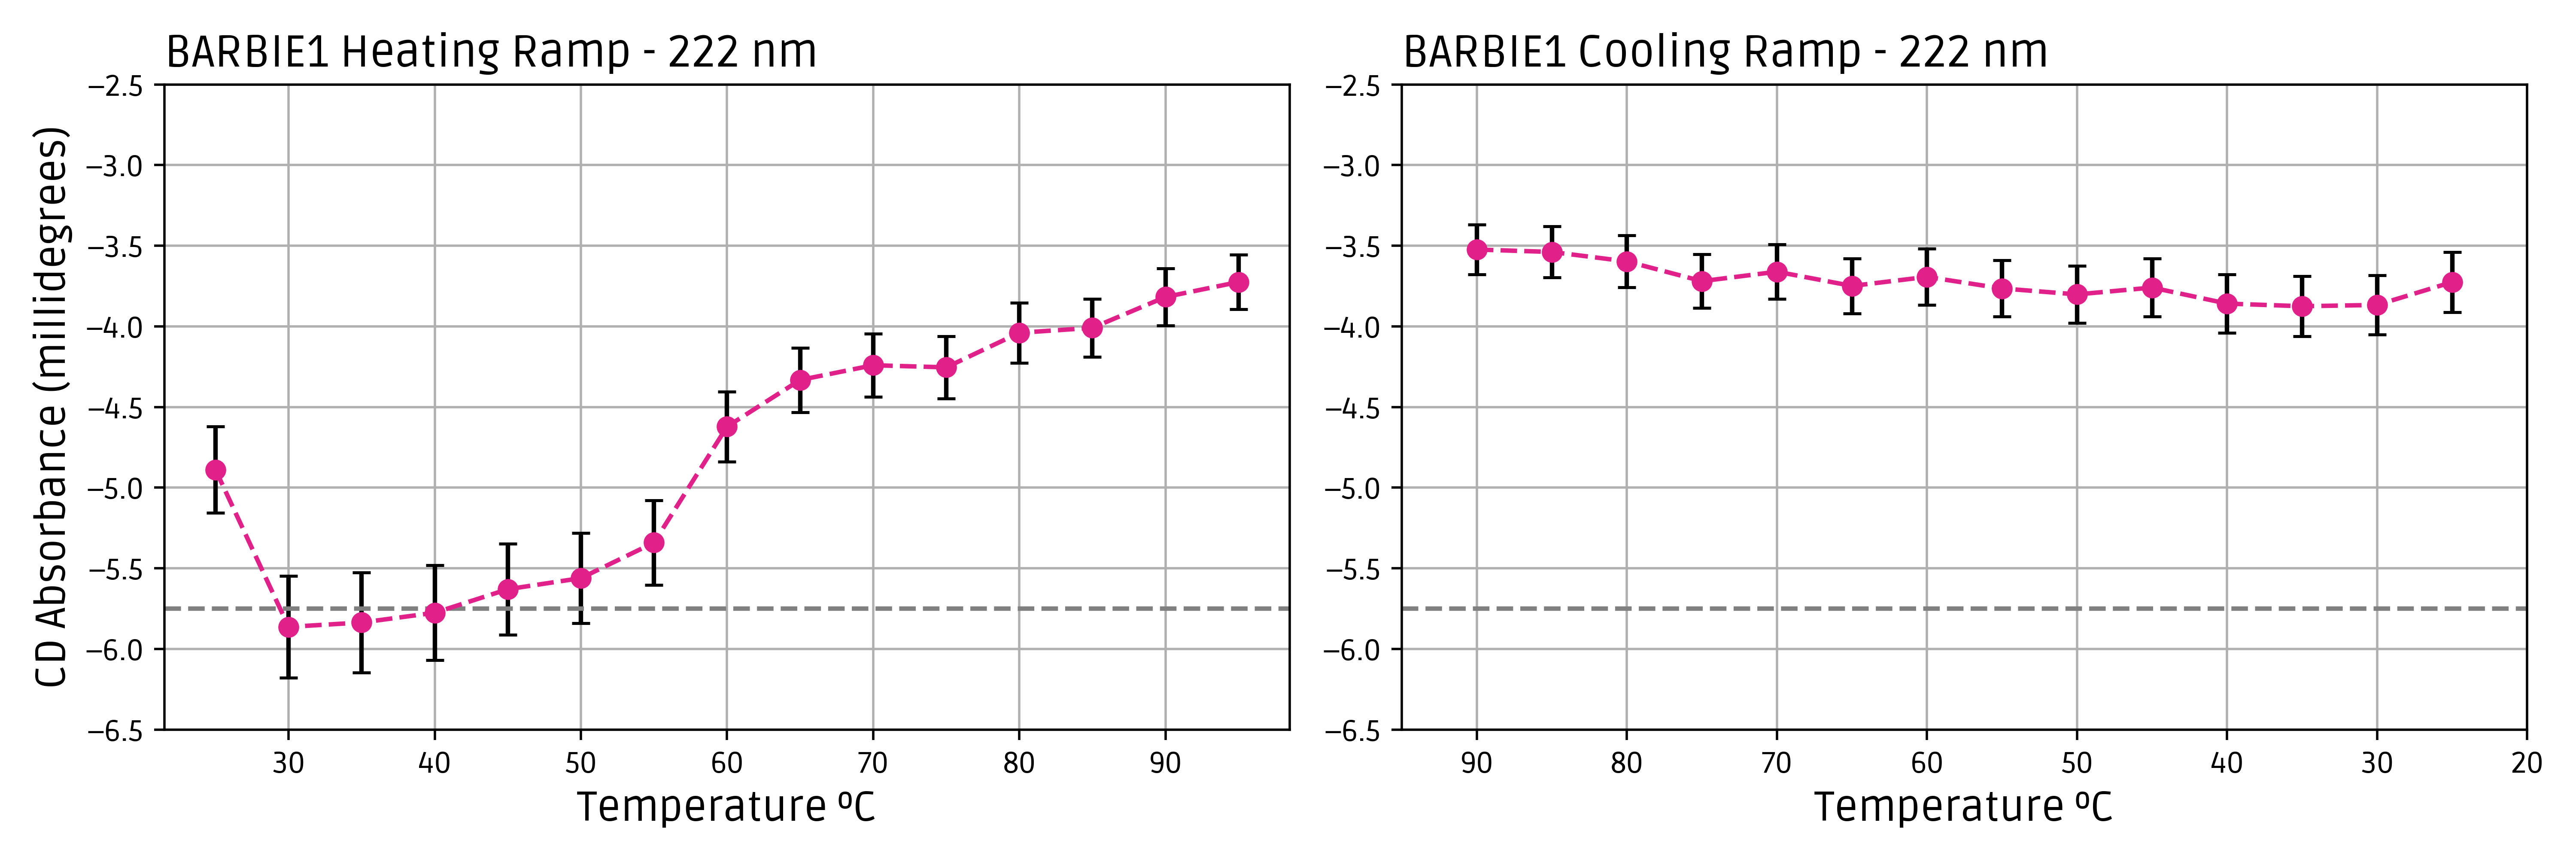 BARBIE1 Heating Ramp - 222 nm
CD Absorbance (millidegrees)
−2.5
−3.0
−3.5
−4.0
−4.5
−5.0
−5.5
−6.0
−6.5
30 40 50 60 70 80 90
Temperature ºC
BARBIE1 Cooling Ramp - 222 nm
−2.5
−3.0
−3.5
−4.0
−4.5
−5.0
−5.5
−6.0
−6.5
90 80 70 60 50 40 30 20
Temperature ºC